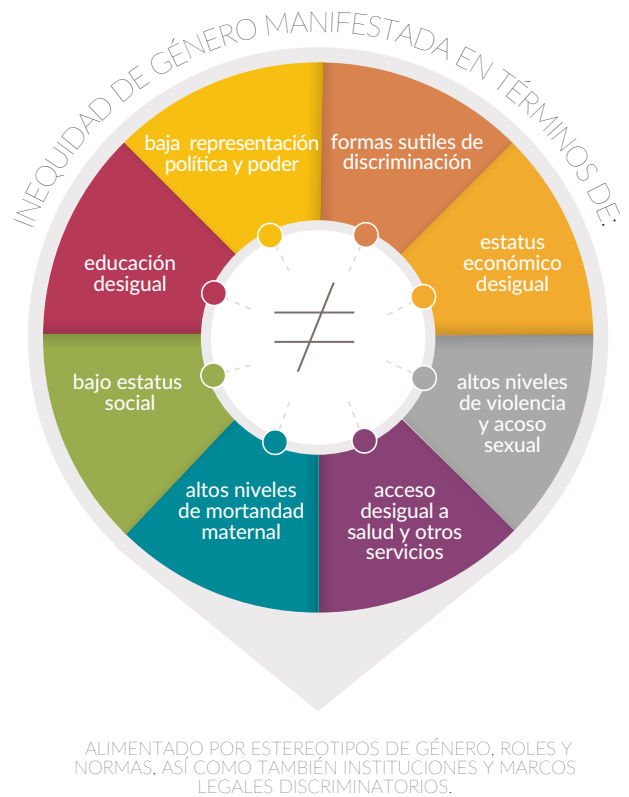 INEQUIDAD DE GÉNERO MANIFESTADA EN TÉRMINOS DE:
baja representación
política y poder
formas sutiles de
discriminación
estatus
económico
desigual
altos niveles
de violencia
y acoso
sexual
acceso
desigual a
salud y otros
servicios
altos niveles
de mortandad
maternal
bajo estatus
social
educación
desigual
≠
ALIMENTADO POR ESTEREOTIPOS DE GÉNERO, ROLES Y
NORMAS, ASÍ COMO TAMBIÉN INSTITUCIONES Y MARCOS
LEGALES DISCRIMINATORIOS.